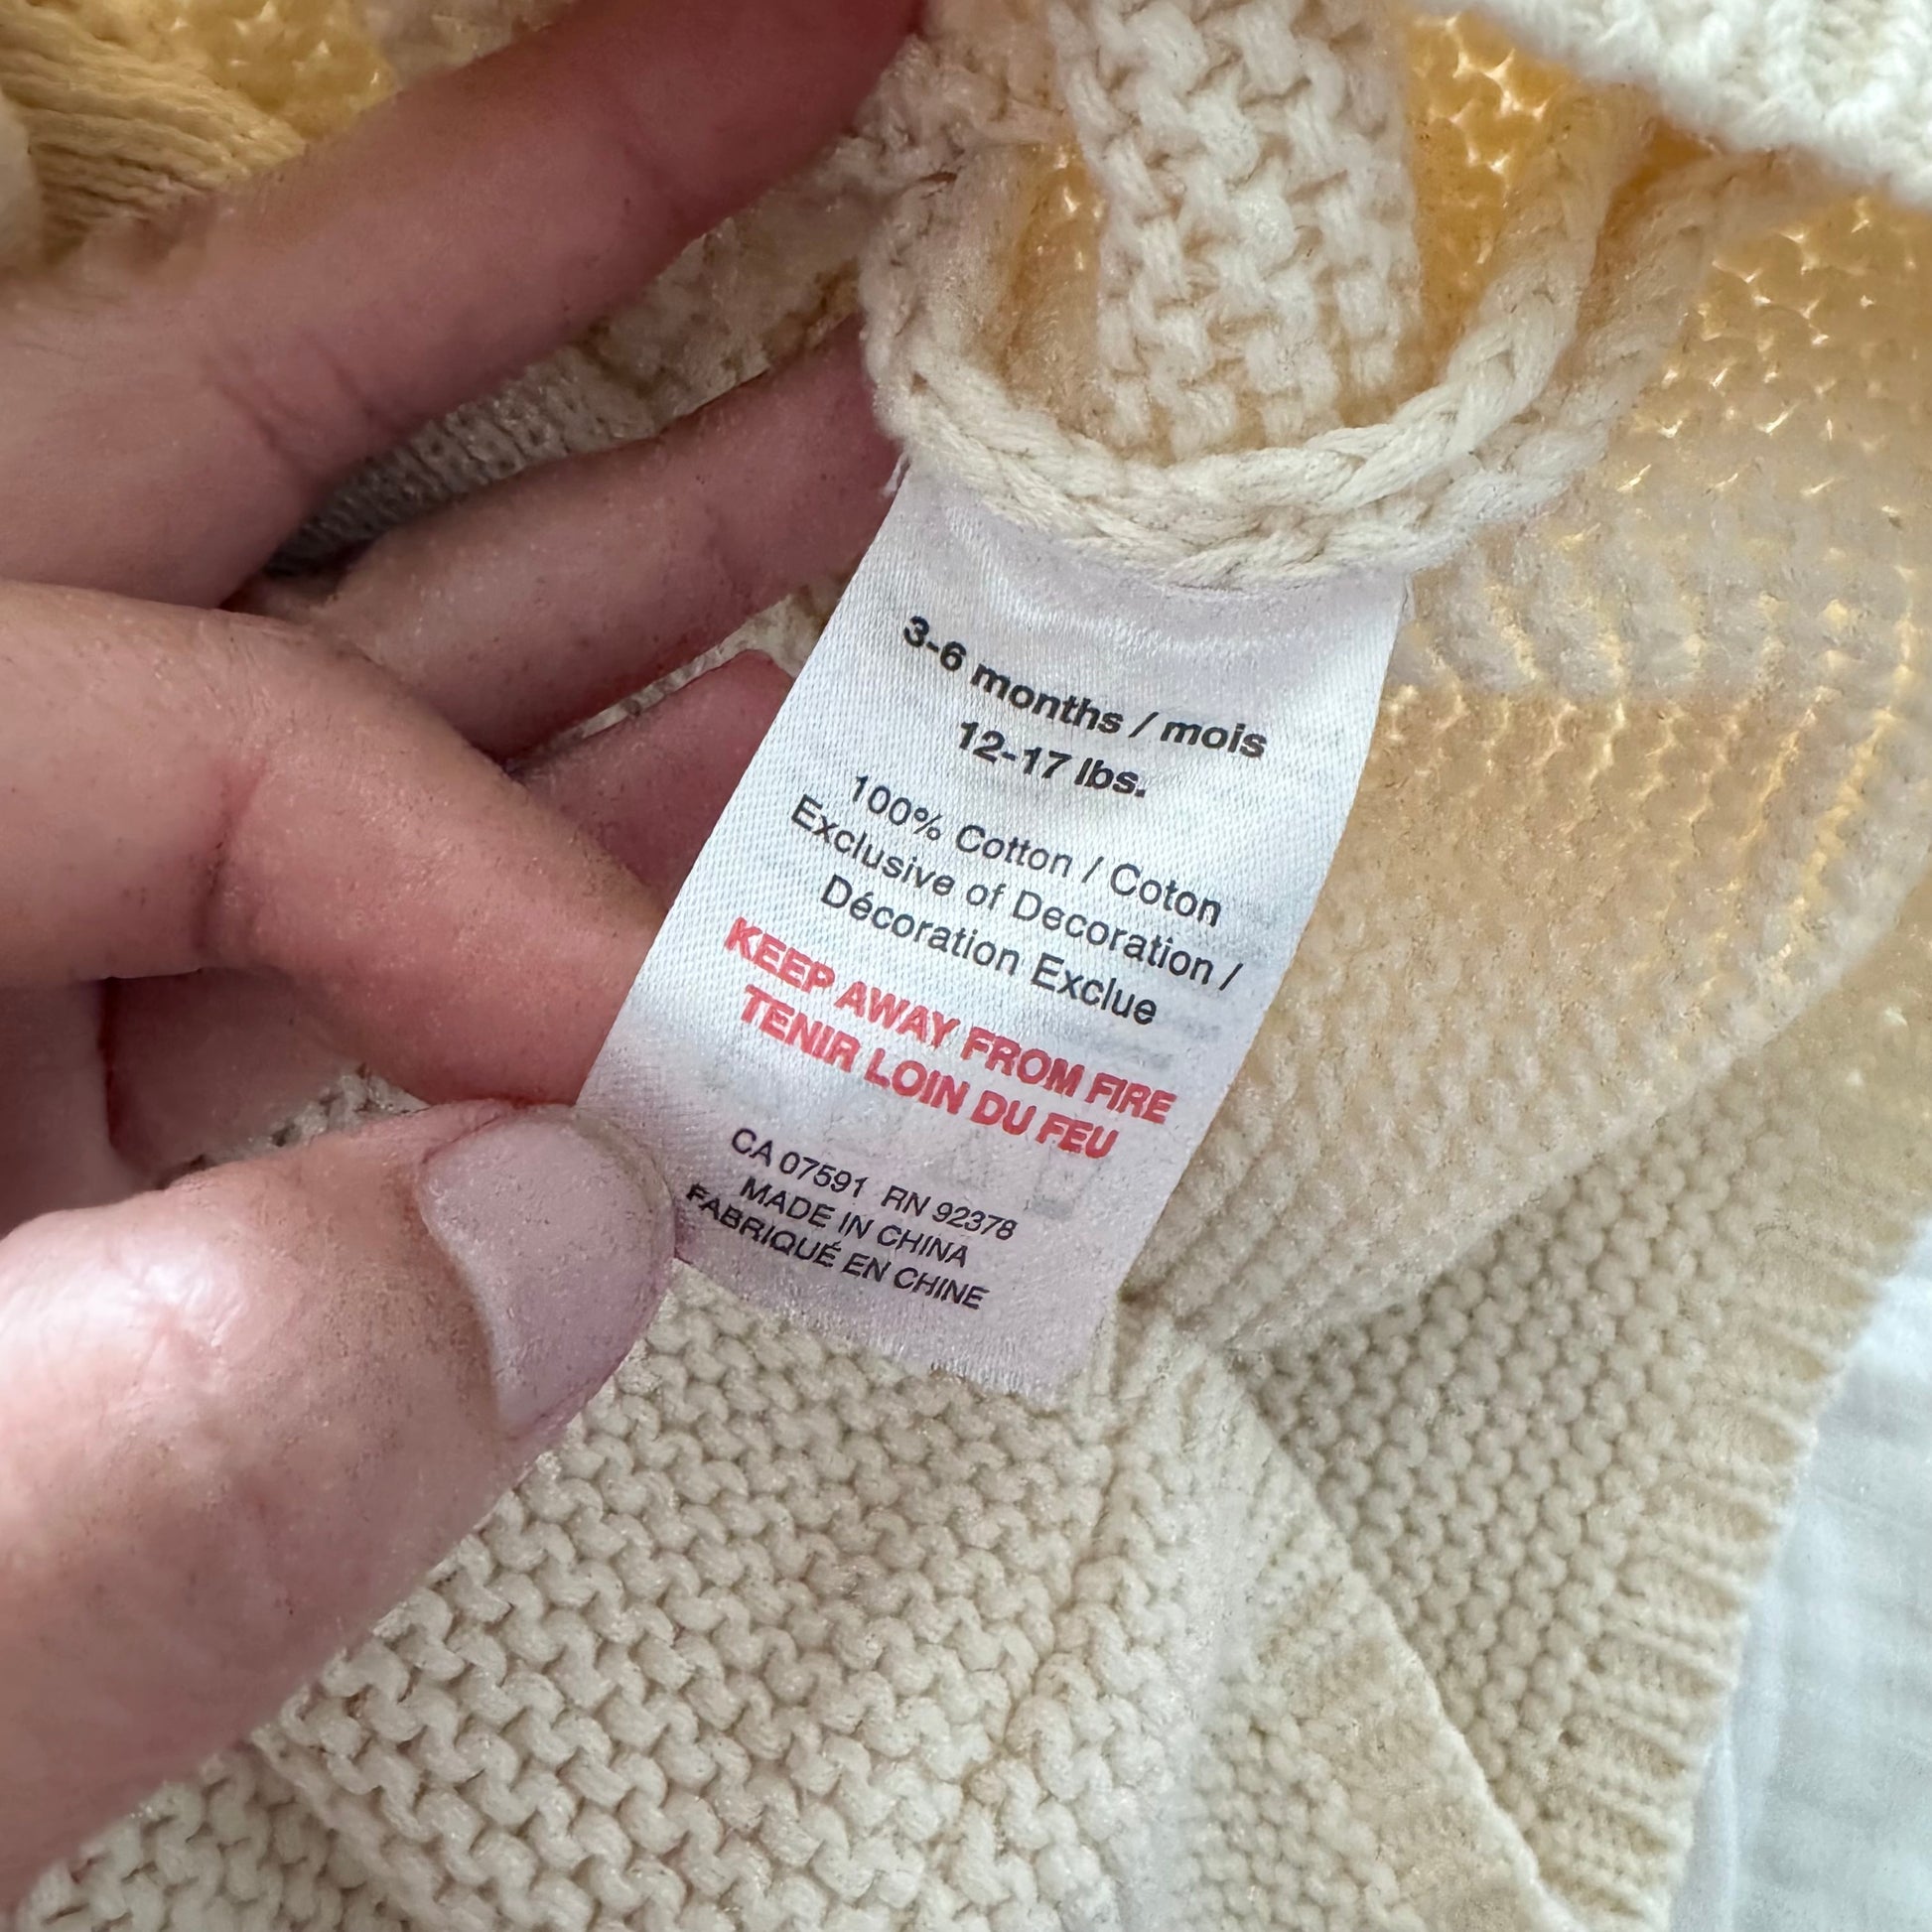 3-6 months / mois
12-17 lbs.
100% Cotton / Coton
Exclusive of Decoration /
Décoration Exclue
KEEP AWAY FROM FIRE
TENIR LOIN DU FEU
CA 07591 RN 92378
MADE IN CHINA
FABRIQUÉ EN CHINE